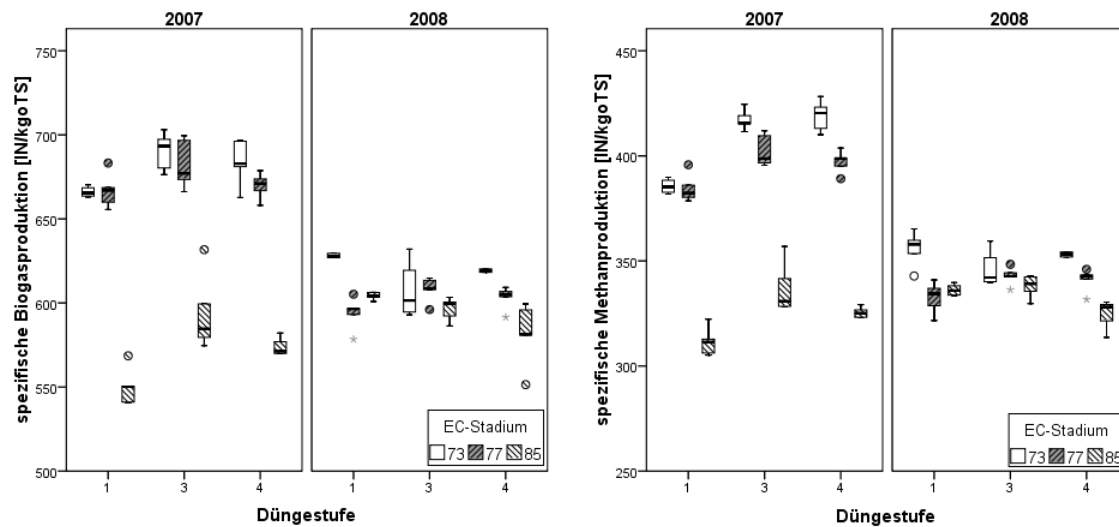 2007 2008
spezifische Biogasproduktion [lN/kgoTS]
750
700
650
600
550
500
1 3 4 1 3 4
Düngestufe
EC-Stadium
73 77 85
2007 2008
spezifische Methanproduktion [lN/kgoTS]
450
400
350
300
250
1 3 4 1 3 4
Düngestufe
EC-Stadium
73 77 85